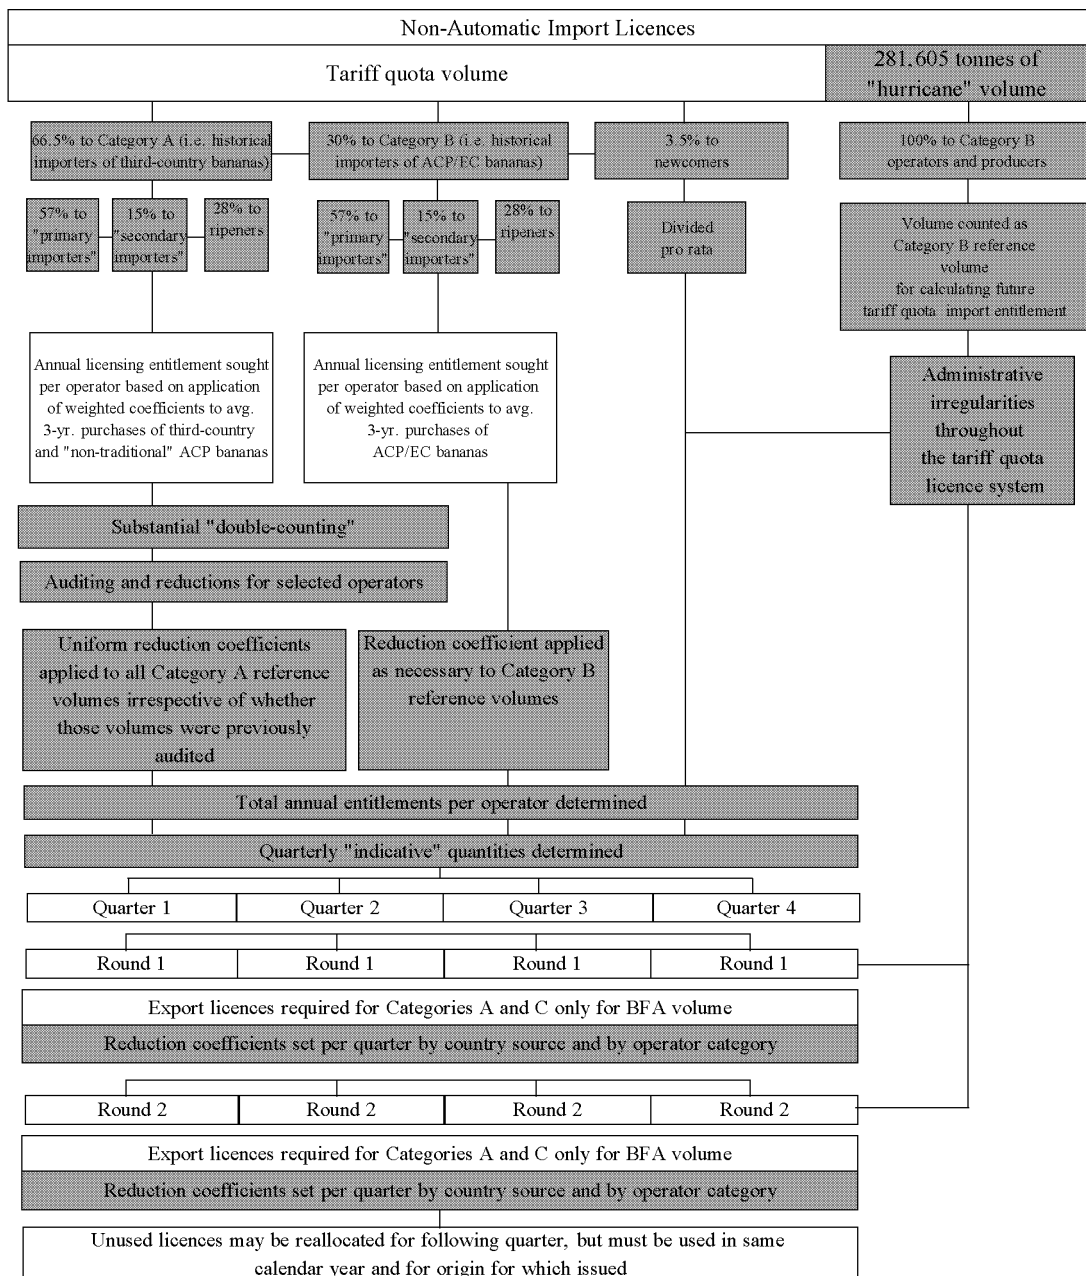 Non-Automatic Import Licences
Tariff quota volume
281,605 tonnes of
"hurricane" volume
66.5% to Category A (i.e. historical
importers of third-country bananas)
30% to Category B (i.e. historical
importers of ACP/EC bananas)
3.5% to
newcomers
100% to Category B
operators and producers
57% to
"primary
importers"
15% to
"secondary
importers"
28% to
ripeners
57% to
"primary
importers"
15% to
"secondary
importers"
28% to
ripeners
Divided
pro rata
Volume counted as
Category B reference
volume
for calculating future
tariff quota import entitlement
Annual licensing entitlement sought
per operator based on application
of weighted coefficients to avg.
3-yr. purchases of third-country
and "non-traditional" ACP bananas
Annual licensing entitlement sought
per operator based on application
of weighted coefficients to avg.
3-yr. purchases of
ACP/EC bananas
Administrative
irregularities
throughout
the tariff quota
licence system
Substantial "double-counting"
Auditing and reductions for selected operators
Uniform reduction coefficients
applied to all Category A reference
volumes irrespective of whether
those volumes were previously
audited
Reduction coefficient applied
as necessary to Category B
reference volumes
Total annual entitlements per operator determined
Quarterly "indicative" quantities determined
Quarter 1 Quarter 2 Quarter 3 Quarter 4
Round 1 Round 1 Round 1 Round 1
Export licences required for Categories A and C only for BFA volume
Reduction coefficients set per quarter by country source and by operator category
Round 2 Round 2 Round 2 Round 2
Export licences required for Categories A and C only for BFA volume
Reduction coefficients set per quarter by country source and by operator category
Unused licences may be reallocated for following quarter, but must be used in same
calendar year and for origin for which issued